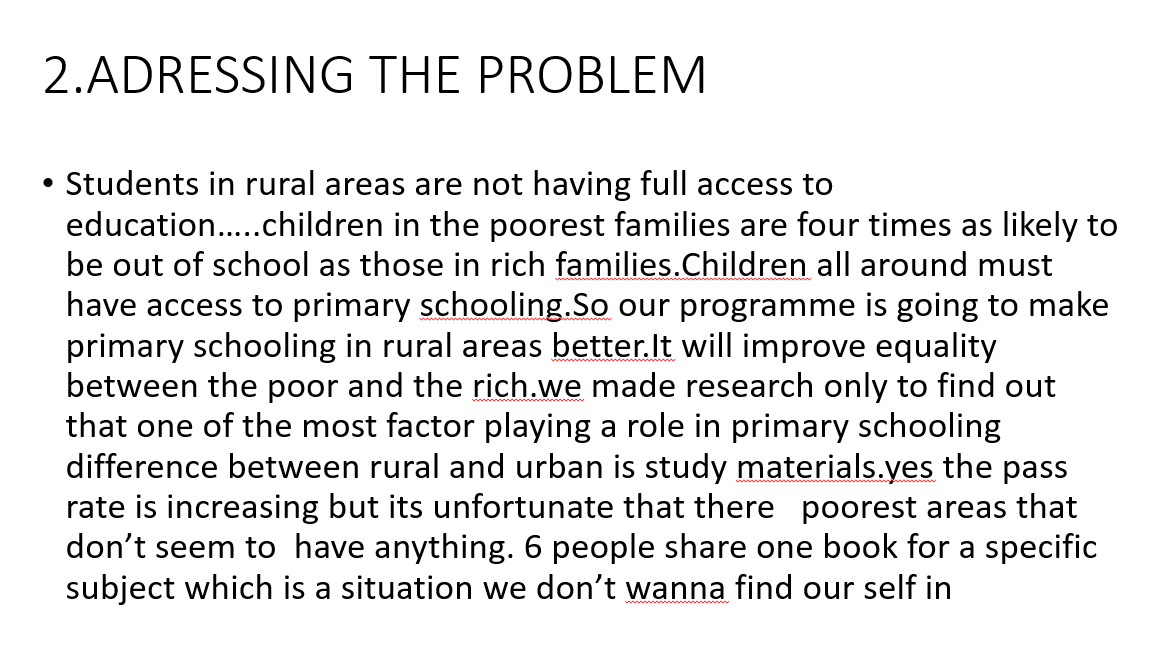 2.ADRESSING THE PROBLEM
• Students in rural areas are not having full access to
education…..children in the poorest families are four times as likely to
be out of school as those in rich families.Children all around must
have access to primary schooling.So our programme is going to make
primary schooling in rural areas better.It will improve equality
between the poor and the rich.we made research only to find out
that one of the most factor playing a role in primary schooling
difference between rural and urban is study materials.yes the pass
rate is increasing but its unfortunate that there   poorest areas that
don’t seem to  have anything. 6 people share one book for a specific
subject which is a situation we don’t wanna find our self in